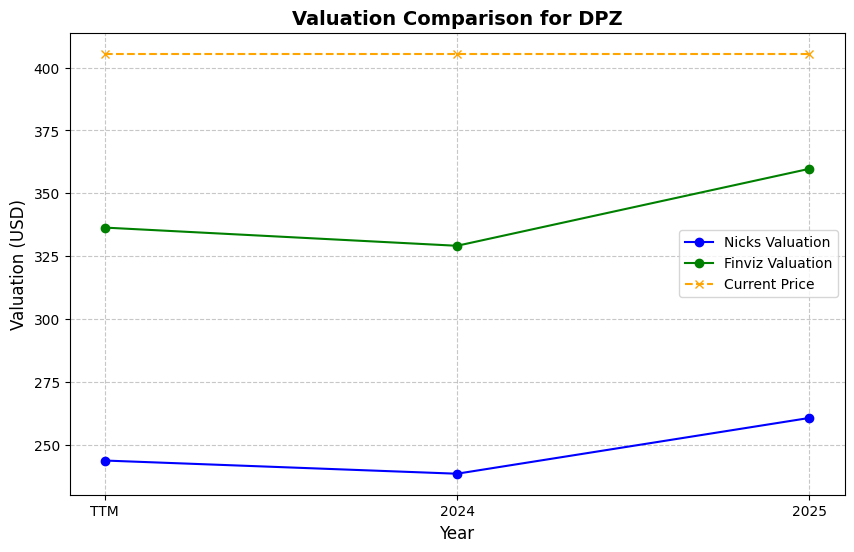 Valuation Comparison for DPZ
Valuation (USD)
400
375
350
325
300
275
250
Nicks Valuation
Finviz Valuation
Current Price
TTM
2024
2025
Year